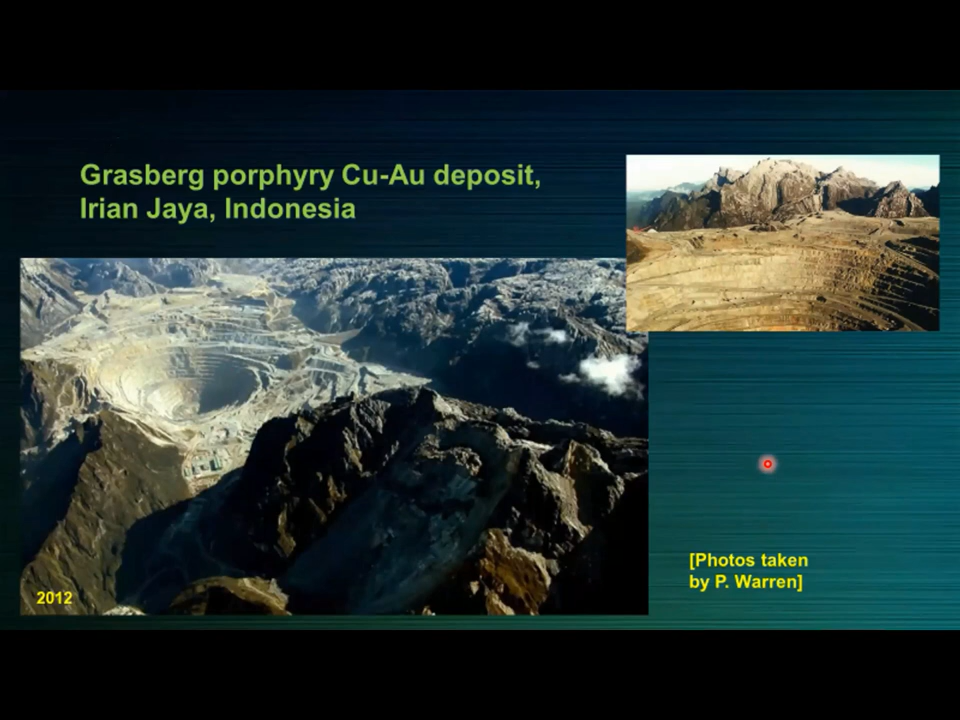 Grasberg porphyry Cu-Au deposit,
Irian Jaya, Indonesia
[Photos taken
by P. Warren]
2012